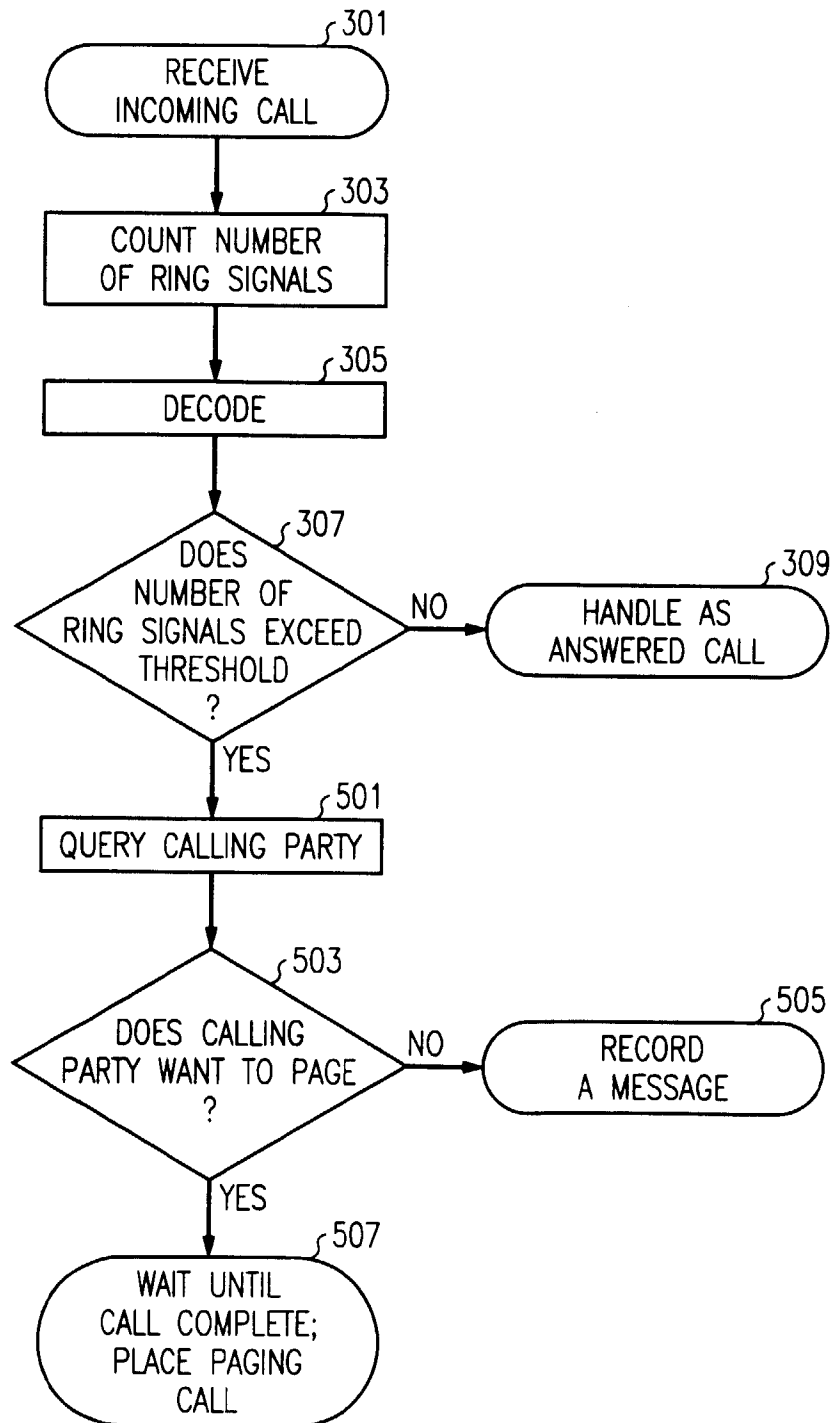 301
RECEIVE
INCOMING CALL
303
COUNT NUMBER
OF RING SIGNALS
305
DECODE
307
DOES
NUMBER OF
RING SIGNALS EXCEED
THRESHOLD
?
NO
309
HANDLE AS
ANSWERED CALL
YES
501
QUERY CALLING PARTY
503
DOES CALLING
PARTY WANT TO PAGE
?
NO
505
RECORD
A MESSAGE
YES
507
WAIT UNTIL
CALL COMPLETE;
PLACE PAGING
CALL